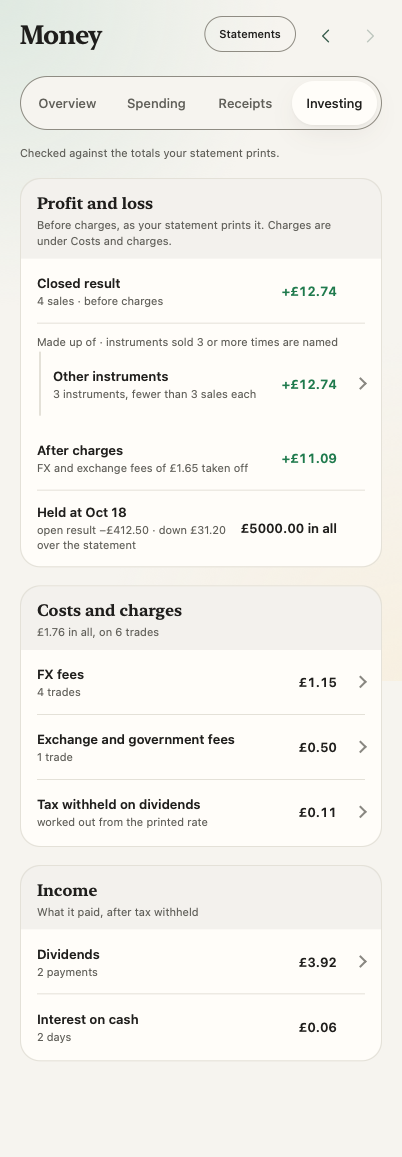 Money
Statements
Overview
Spending
Receipts
Investing
Checked against the totals your statement prints.
Profit and loss
Before charges, as your statement prints it. Charges are
under Costs and charges.
Closed result
4 sales · before charges
+£12.74
Made up of · instruments sold 3 or more times are named
Other instruments
3 instruments, fewer than 3 sales each
+£12.74
After charges
FX and exchange fees of £1.65 taken off
+£11.09
Held at Oct 18
open result −£412.50 · down £31.20
over the statement
£5000.00 in all
Costs and charges
£1.76 in all, on 6 trades
FX fees
4 trades
£1.15
Exchange and government fees
1 trade
£0.50
Tax withheld on dividends
worked out from the printed rate
£0.11
Income
What it paid, after tax withheld
Dividends
2 payments
£3.92
Interest on cash
2 days
£0.06